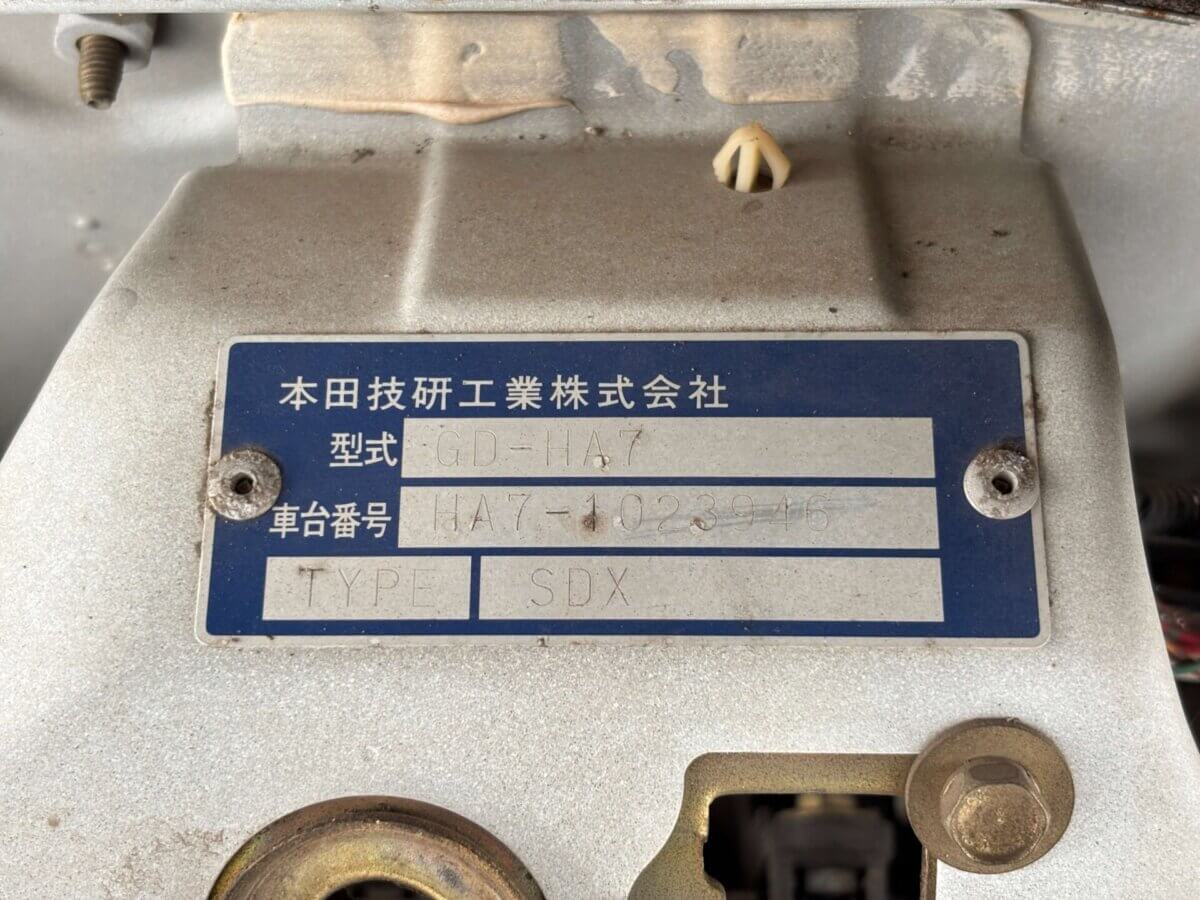 本田技研工業株式会社
型式 GD-HA7
車台番号 HA7-1023946
TYPE SDX